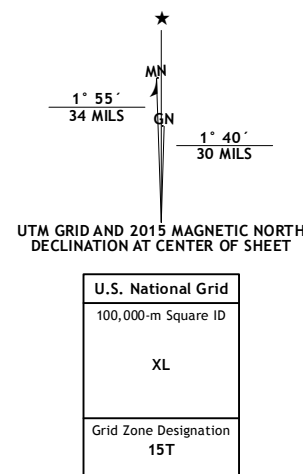 MN
1° 55´
34 MILS
GN
1° 40´
30 MILS
UTM GRID AND 2015 MAGNETIC NORTH
DECLINATION AT CENTER OF SHEET
U.S. National Grid
100,000-m Square ID
XL
Grid Zone Designation
15T